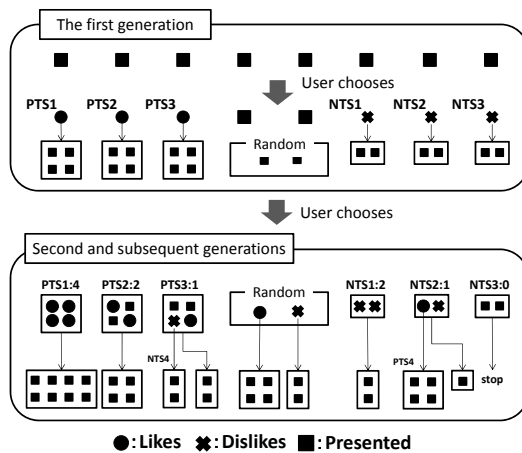 The first generation
User chooses
PTS1 PTS2 PTS3 NTS1 NTS2 NTS3
Random
User chooses
Second and subsequent generations
PTS1:4 PTS2:2 PTS3:1 Random NTS1:2 NTS2:1 NTS3:0
NTS4 PTS4
stop
:Likes :Dislikes :Presented